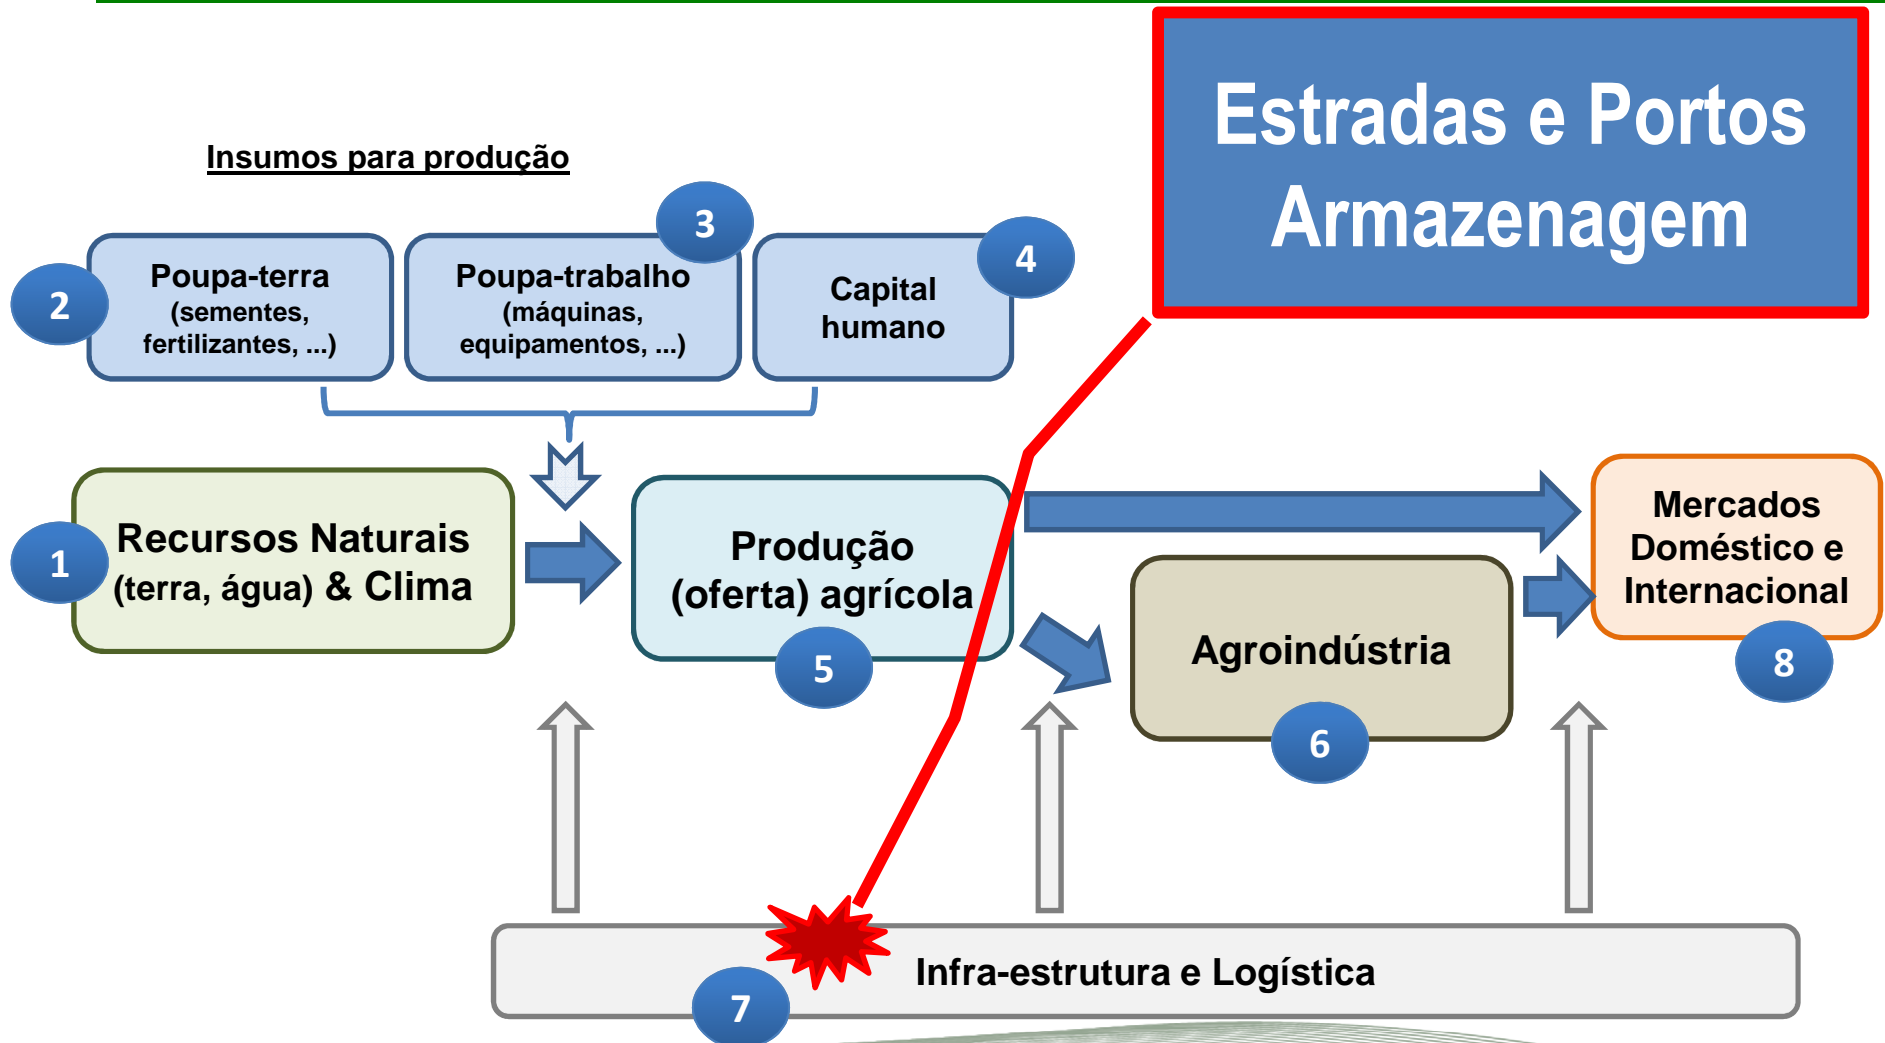 Estradas e Portos
Armazenagem
Insumos para produção
2
Poupa-terra
(sementes,
fertilizantes, ...)
3
Poupa-trabalho
(máquinas,
equipamentos, ...)
4
Capital
humano
1
Recursos Naturais
(terra, água) & Clima
Produção
(oferta) agrícola
5
Agroindústria
6
Mercados
Doméstico e
Internacional
8
Infra-estrutura e Logística
7